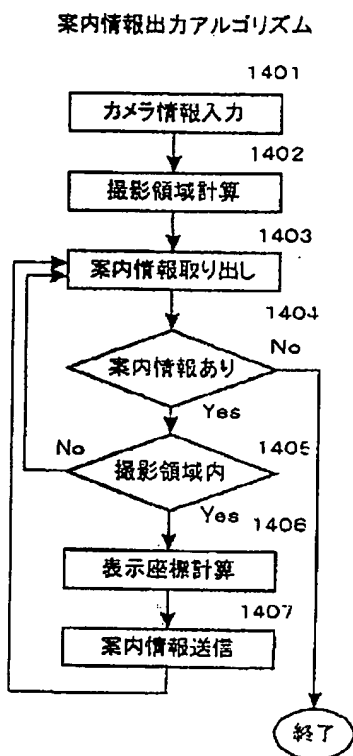 案内情報出力アルゴリズム
1401
カメラ情報入力
1402
撮影領域計算
1403
案内情報取り出し
1404
案内情報あり
No
Yes
No
撮影領域内
1405
Yes
1406
表示座標計算
1407
案内情報送信
終了